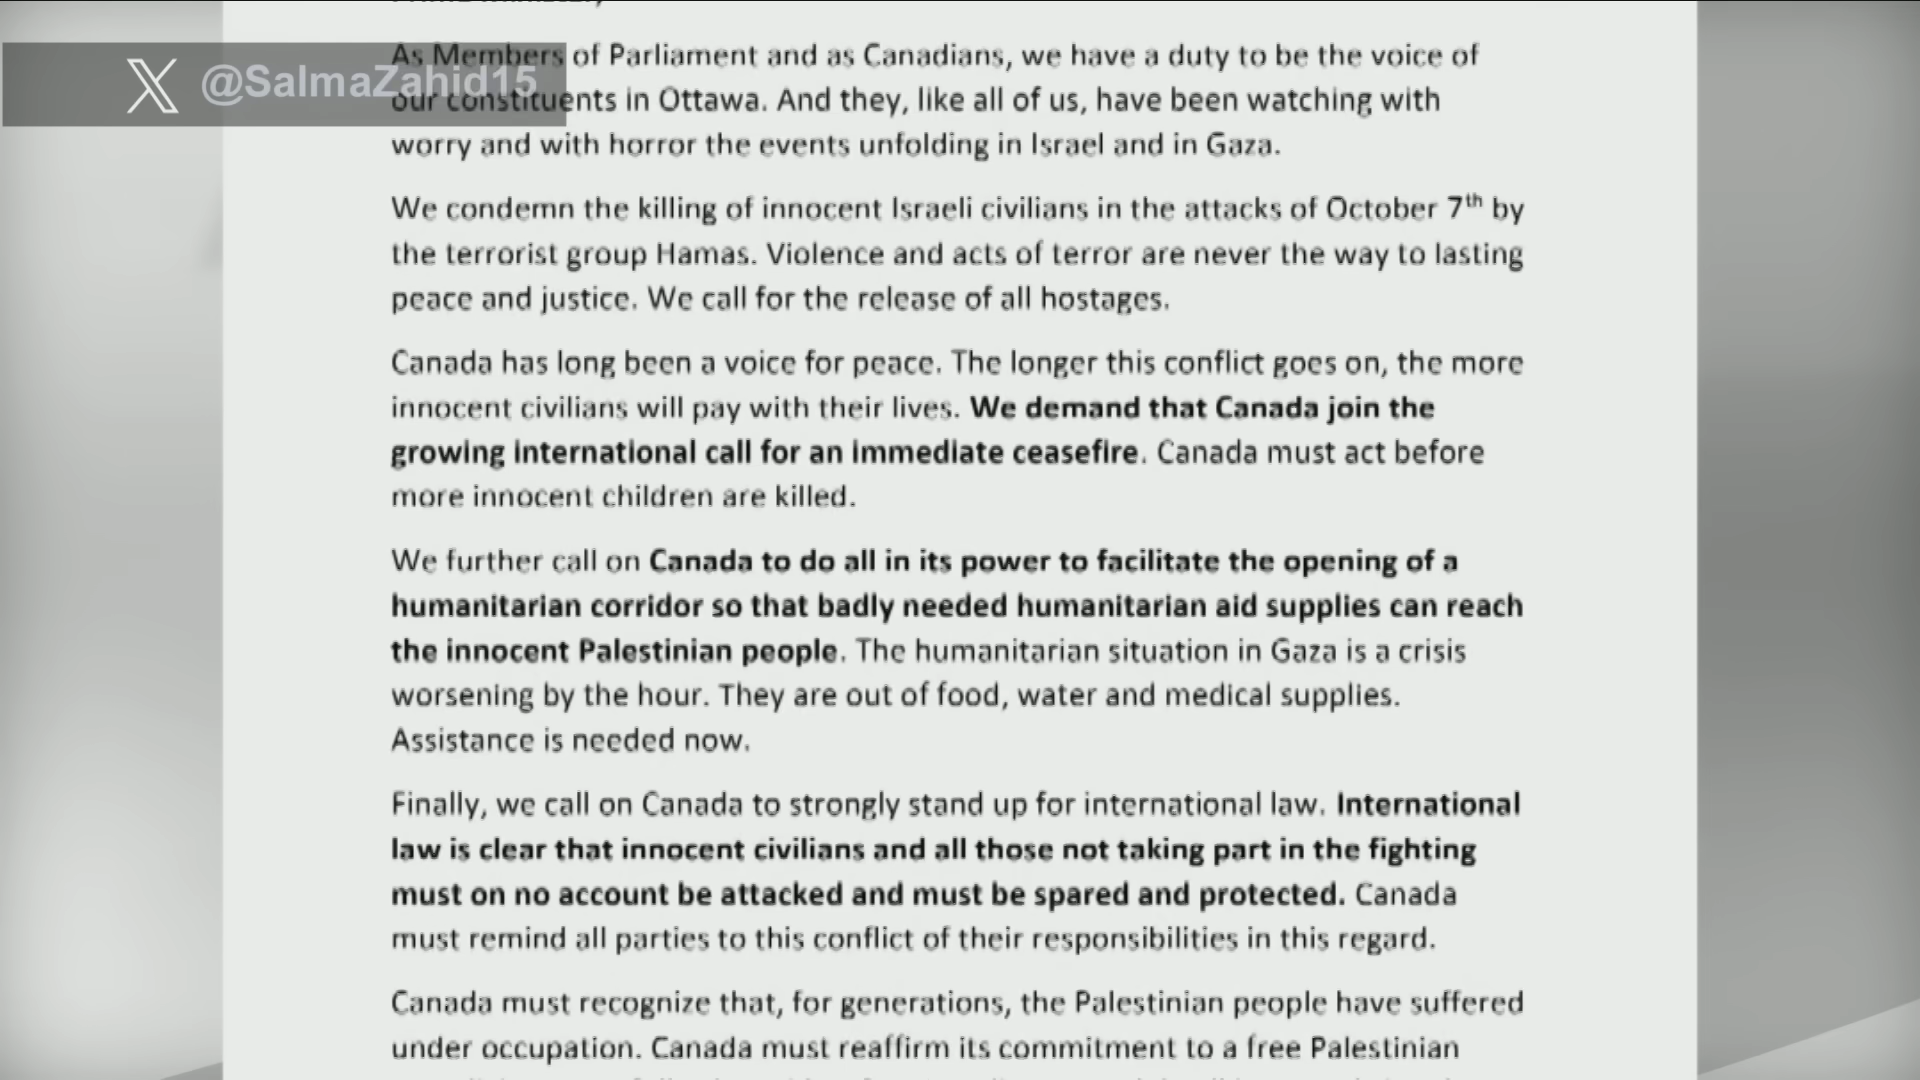 @SalmaZahid15
As Members of Parliament and as Canadians, we have a duty to be the voice of
our constituents in Ottawa. And they, like all of us, have been watching with
worry and with horror the events unfolding in Israel and in Gaza.
We condemn the killing of innocent Israeli civilians in the attacks of October 7th by
the terrorist group Hamas. Violence and acts of terror are never the way to lasting
peace and justice. We call for the release of all hostages.
Canada has long been a voice for peace. The longer this conflict goes on, the more
innocent civilians will pay with their lives. We demand that Canada join the
growing international call for an immediate ceasefire. Canada must act before
more innocent children are killed.
We further call on Canada to do all in its power to facilitate the opening of a
humanitarian corridor so that badly needed humanitarian aid supplies can reach
the innocent Palestinian people. The humanitarian situation in Gaza is a crisis
worsening by the hour. They are out of food, water and medical supplies.
Assistance is needed now.
Finally, we call on Canada to strongly stand up for international law. International
law is clear that innocent civilians and all those not taking part in the fighting
must on no account be attacked and must be spared and protected. Canada
must remind all parties to this conflict of their responsibilities in this regard.
Canada must recognize that, for generations, the Palestinian people have suffered
under occupation. Canada must reaffirm its commitment to a free Palestinian